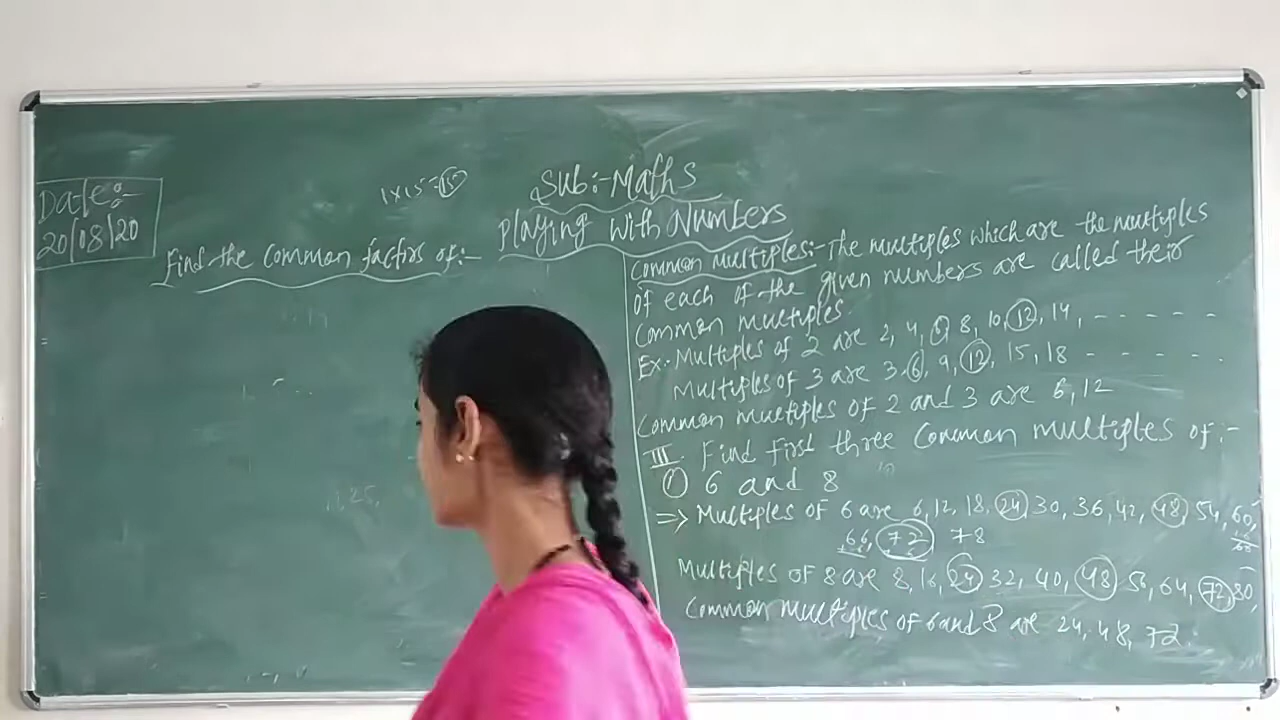 Date:-
20/08/20
1x15=15
Sub:-Maths
Playing with Numbers
Find the common factirs of:-
Common multiples:-The multiples which are the multiples
of each of the given numbers are called their
common multiples.
Ex:-Multiples of 2 are 2, 4, 6, 8, 10, 12, 14, - - - - - -
Multiples of 3 are 3, 6, 9, 12, 15, 18 - - - - - -
Common multiples of 2 and 3 are 6, 12
III. Find first three common multiples of:-
① 6 and 8
=> Multiples of 6 are 6, 12, 18, 24, 30, 36, 42, 48, 54, 60,
66, 72, 78
Multiples of 8 are 8, 16, 24, 32, 40, 48, 56, 64, 72, 80,
Common multiples of 6 and 8 are 24, 48, 72.